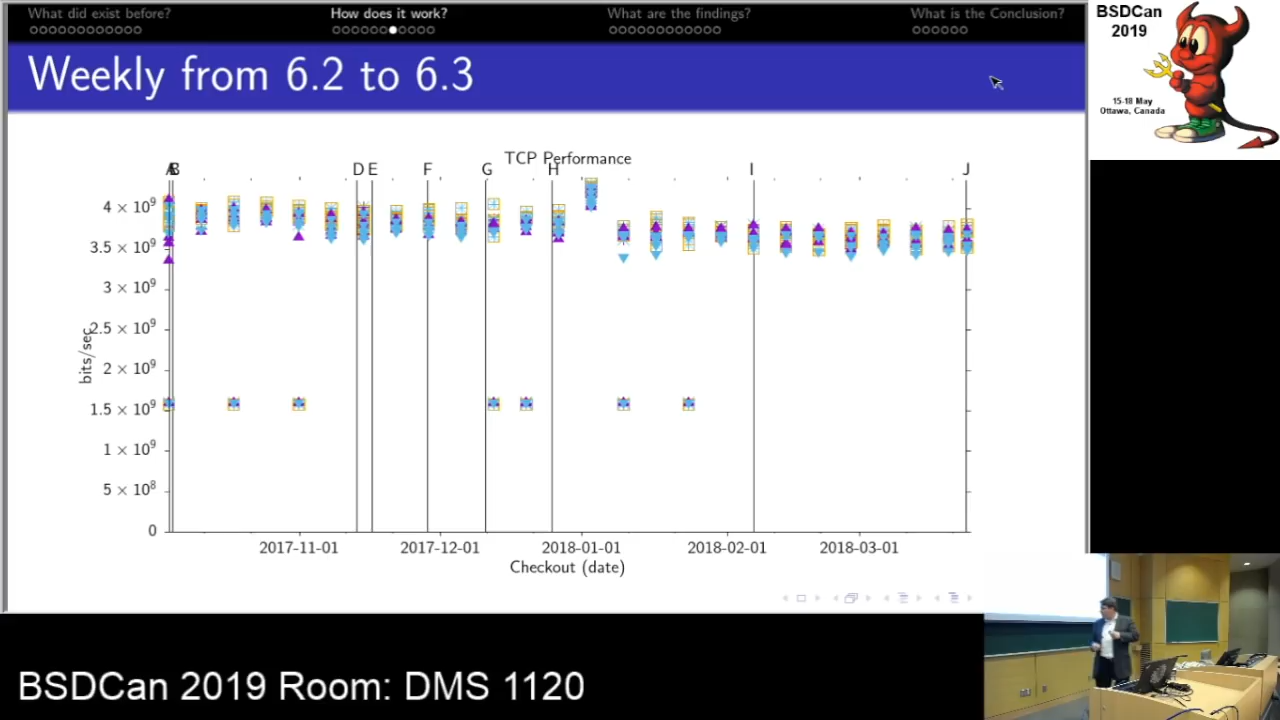 What did exist before?
How does it work?
What are the findings?
What is the Conclusion?
BSDCan
2019
15-18 May
Ottawa, Canada
Weekly from 6.2 to 6.3
TCP Performance
D E F G H I J
4 × 10⁹
3.5 × 10⁹
3 × 10⁹
2.5 × 10⁹
2 × 10⁹
1.5 × 10⁹
1 × 10⁹
5 × 10⁸
0
bits/sec
2017-11-01 2017-12-01 2018-01-01 2018-02-01 2018-03-01
Checkout (date)
BSDCan 2019 Room: DMS 1120